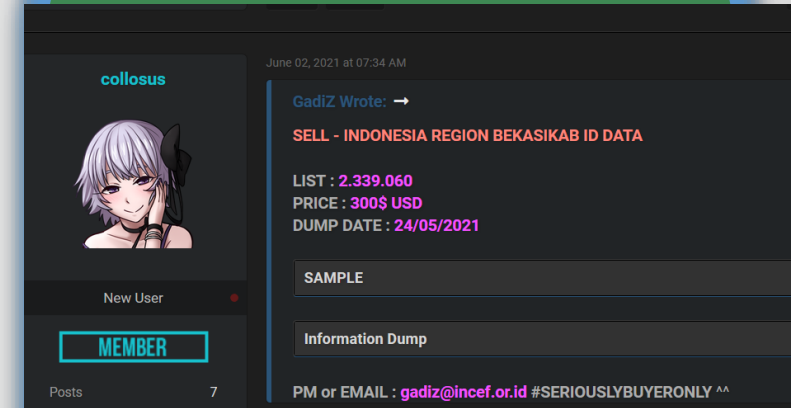 collosus
New User
MEMBER
Posts 7
June 02, 2021 at 07:34 AM
GadiZ Wrote: →
SELL - INDONESIA REGION BEKASIKAB ID DATA
LIST : 2.339.060
PRICE : 300$ USD
DUMP DATE : 24/05/2021
SAMPLE
Information Dump
PM or EMAIL : gadiz@incef.or.id #SERIOUSLYBUYERONLY ^^